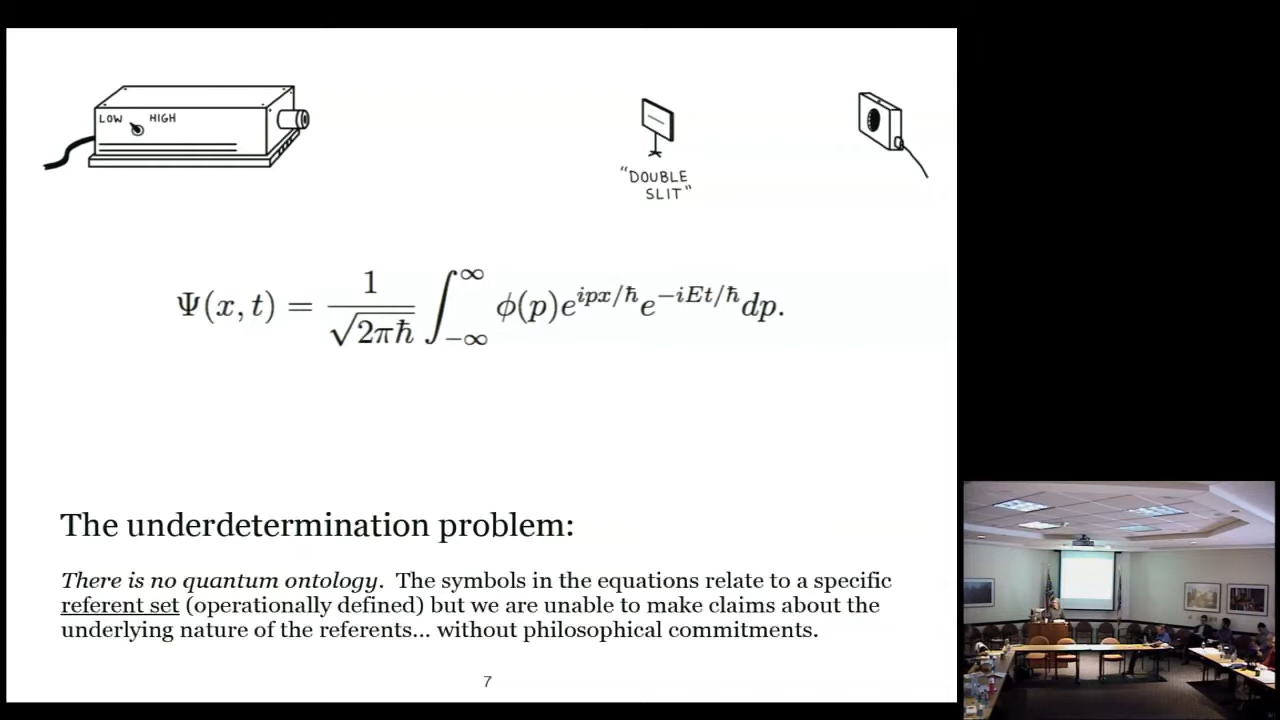 LOW HIGH
"DOUBLE
SLIT"
Ψ(x, t) = 1/√2πħ ∫_{-∞}^{∞} ϕ(p)e^{ipx/ħ}e^{-iEt/ħ}dp.
The underdetermination problem:
There is no quantum ontology. The symbols in the equations relate to a specific
referent set (operationally defined) but we are unable to make claims about the
underlying nature of the referents... without philosophical commitments.
7